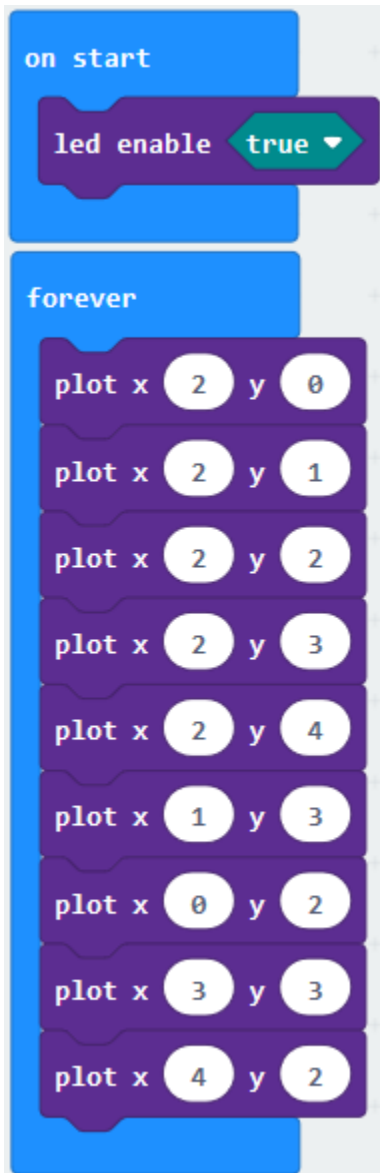 on start
led enable true
forever
plot x 2 y 0
plot x 2 y 1
plot x 2 y 2
plot x 2 y 3
plot x 2 y 4
plot x 1 y 3
plot x 0 y 2
plot x 3 y 3
plot x 4 y 2